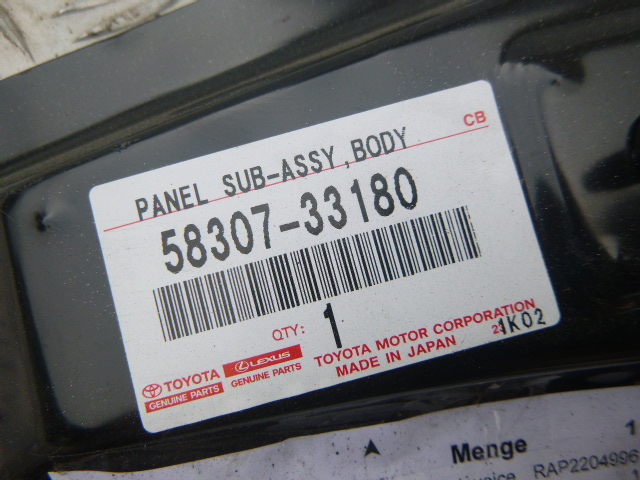 CB
PANEL SUB-ASSY,BODY
58307-33180
QTY: 1
TOYOTA GENUINE PARTS
LEXUS GENUINE PARTS
TOYOTA MOTOR CORPORATION
MADE IN JAPAN
1K02
Menge 1
RAP2204996